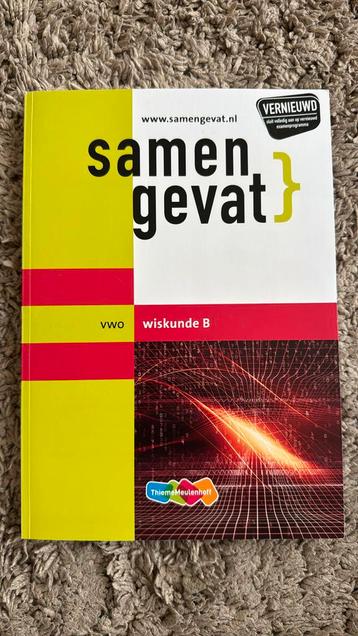 www.samengevat.nl
VERNIEUWD
sluit volledig aan op vernieuwd
examenprogramma
samen
gevat}
vwo wiskunde B
ThiemeMeulenhoff